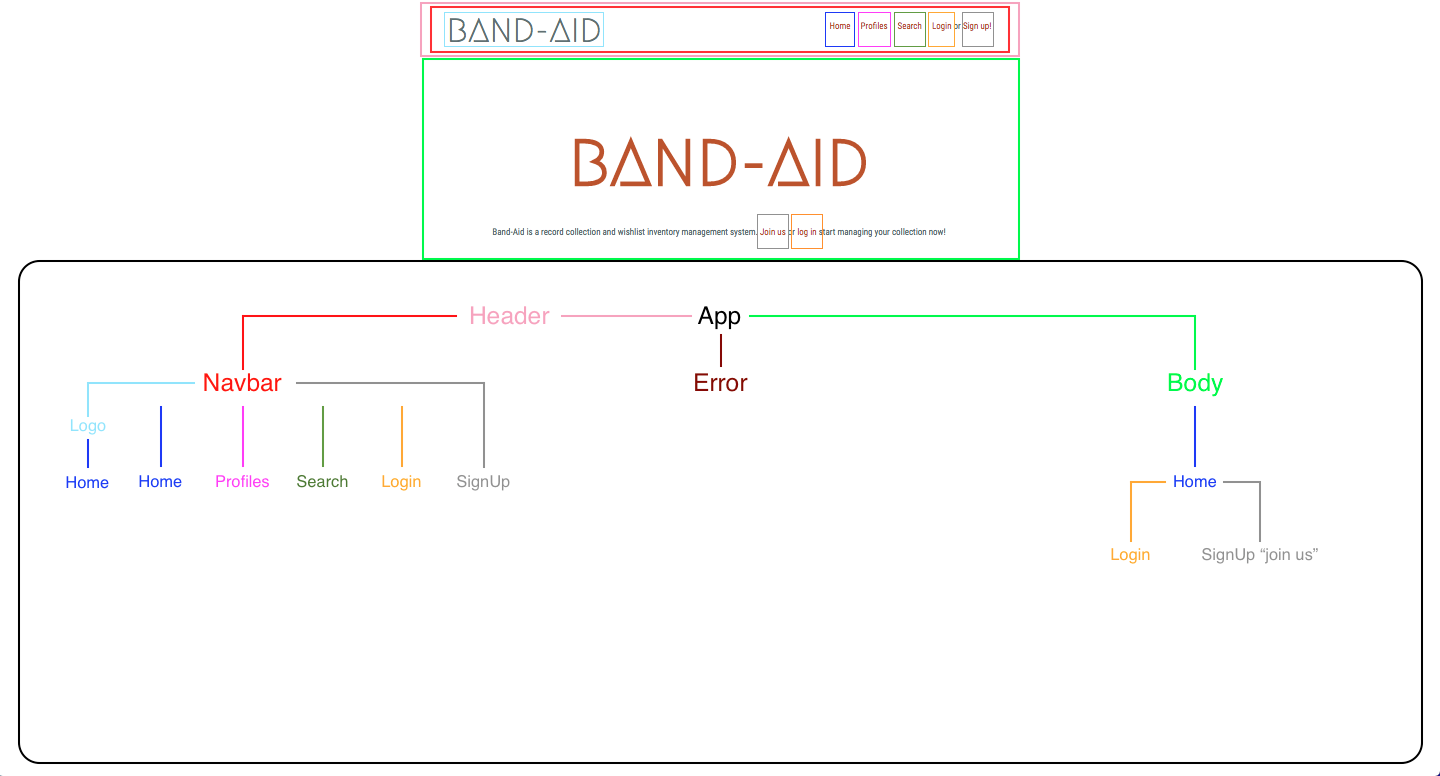 BAND-AID Home Profiles Search Login or Sign up!
BAND-AID
Band-Aid is a record collection and wishlist inventory management system. Join us or log in start managing your collection now!
Header App
Navbar Error Body
Logo
Home Home Profiles Search Login SignUp Home
Login SignUp “join us”